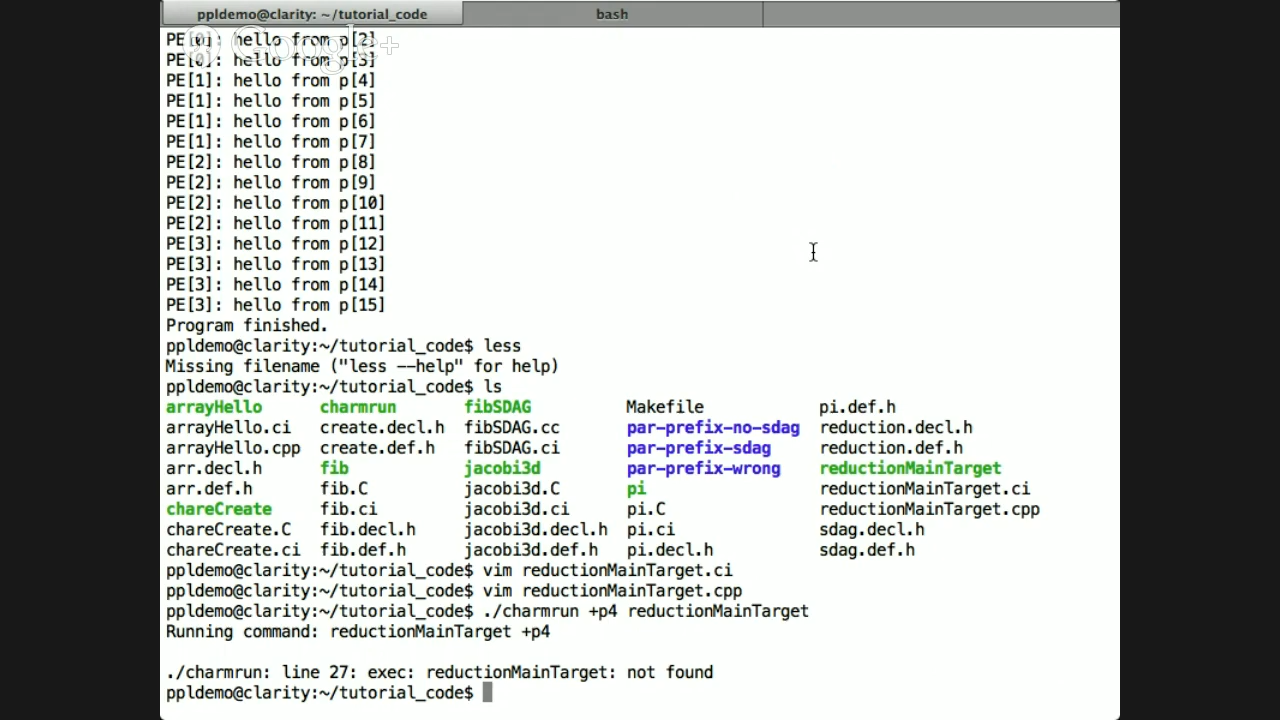 ppldemo@clarity: ~/tutorial_code bash
Google+
PE[0]: hello from p[2]
PE[0]: hello from p[3]
PE[1]: hello from p[4]
PE[1]: hello from p[5]
PE[1]: hello from p[6]
PE[1]: hello from p[7]
PE[2]: hello from p[8]
PE[2]: hello from p[9]
PE[2]: hello from p[10]
PE[2]: hello from p[11]
PE[3]: hello from p[12]
PE[3]: hello from p[13]
PE[3]: hello from p[14]
PE[3]: hello from p[15]
Program finished.
ppldemo@clarity:~/tutorial_code$ less
Missing filename ("less --help" for help)
ppldemo@clarity:~/tutorial_code$ ls
arrayHello charmrun fibSDAG Makefile pi.def.h
arrayHello.ci create.decl.h fibSDAG.cc par-prefix-no-sdag reduction.decl.h
arrayHello.cpp create.def.h fibSDAG.ci par-prefix-sdag reduction.def.h
arr.decl.h fib jacobi3d par-prefix-wrong reductionMainTarget
arr.def.h fib.C jacobi3d.C pi reductionMainTarget.ci
chareCreate fib.ci jacobi3d.ci pi.C reductionMainTarget.cpp
chareCreate.C fib.decl.h jacobi3d.decl.h pi.ci sdag.decl.h
chareCreate.ci fib.def.h jacobi3d.def.h pi.decl.h sdag.def.h
ppldemo@clarity:~/tutorial_code$ vim reductionMainTarget.ci
ppldemo@clarity:~/tutorial_code$ vim reductionMainTarget.cpp
ppldemo@clarity:~/tutorial_code$ ./charmrun +p4 reductionMainTarget
Running command: reductionMainTarget +p4
./charmrun: line 27: exec: reductionMainTarget: not found
ppldemo@clarity:~/tutorial_code$